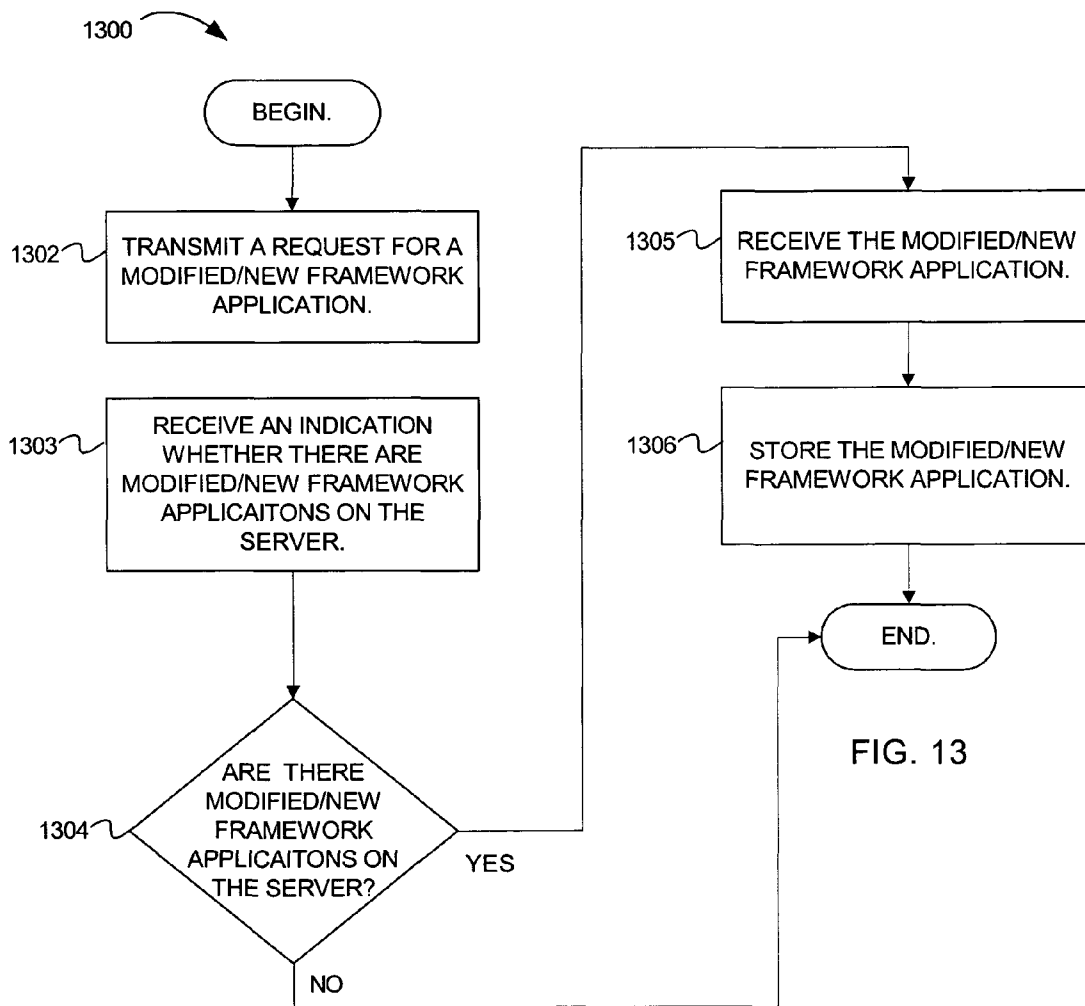 1300
BEGIN.
1302
TRANSMIT A REQUEST FOR A
MODIFIED/NEW FRAMEWORK
APPLICATION.
1303
RECEIVE AN INDICATION
WHETHER THERE ARE
MODIFIED/NEW FRAMEWORK
APPLICAITONS ON THE
SERVER.
1304
ARE THERE
MODIFIED/NEW
FRAMEWORK
APPLICAITONS ON
THE SERVER?
YES
NO
1305
RECEIVE THE MODIFIED/NEW
FRAMEWORK APPLICATION.
1306
STORE THE MODIFIED/NEW
FRAMEWORK APPLICATION.
END.
FIG. 13